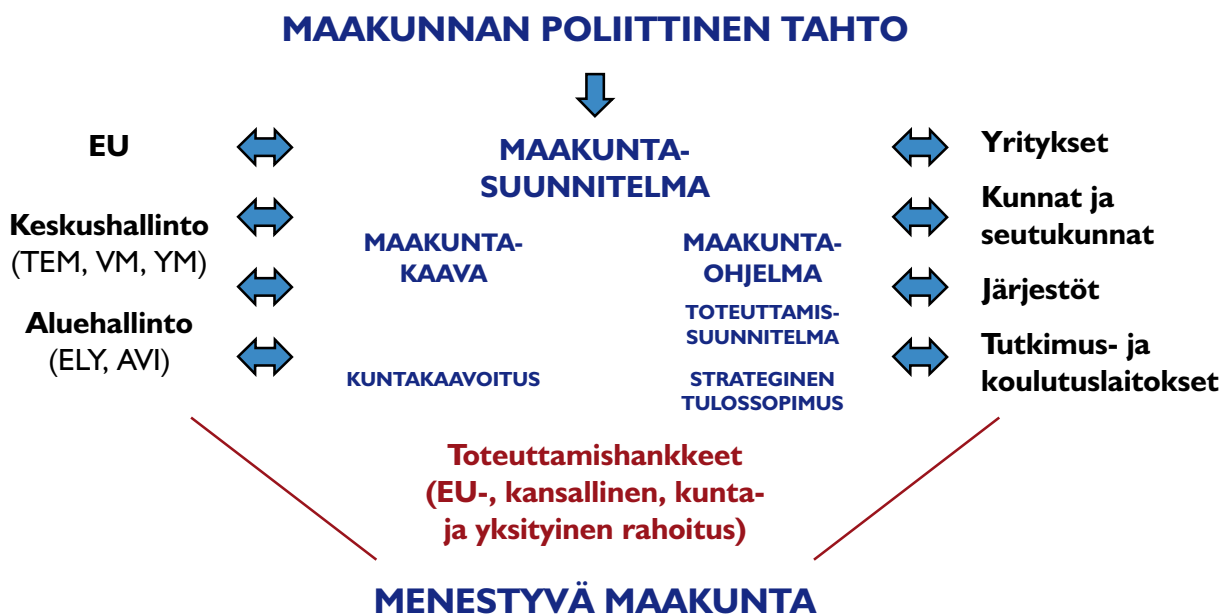 MAAKUNNAN POLIITTINEN TAHTO
EU
Keskushallinto
(TEM, VM, YM)
Aluehallinto
(ELY, AVI)
MAAKUNTA-
SUUNNITELMA
MAAKUNTA-
KAAVA
KUNTAKAAVOITUS
MAAKUNTA-
OHJELMA
TOTEUTTAMIS-
SUUNNITELMA
STRATEGINEN
TULOSSOPIMUS
Yritykset
Kunnat ja
seutukunnat
Järjestöt
Tutkimus- ja
koulutuslaitokset
Toteuttamishankkeet
(EU-, kansallinen, kunta-
ja yksityinen rahoitus)
MENESTYVÄ MAAKUNTA